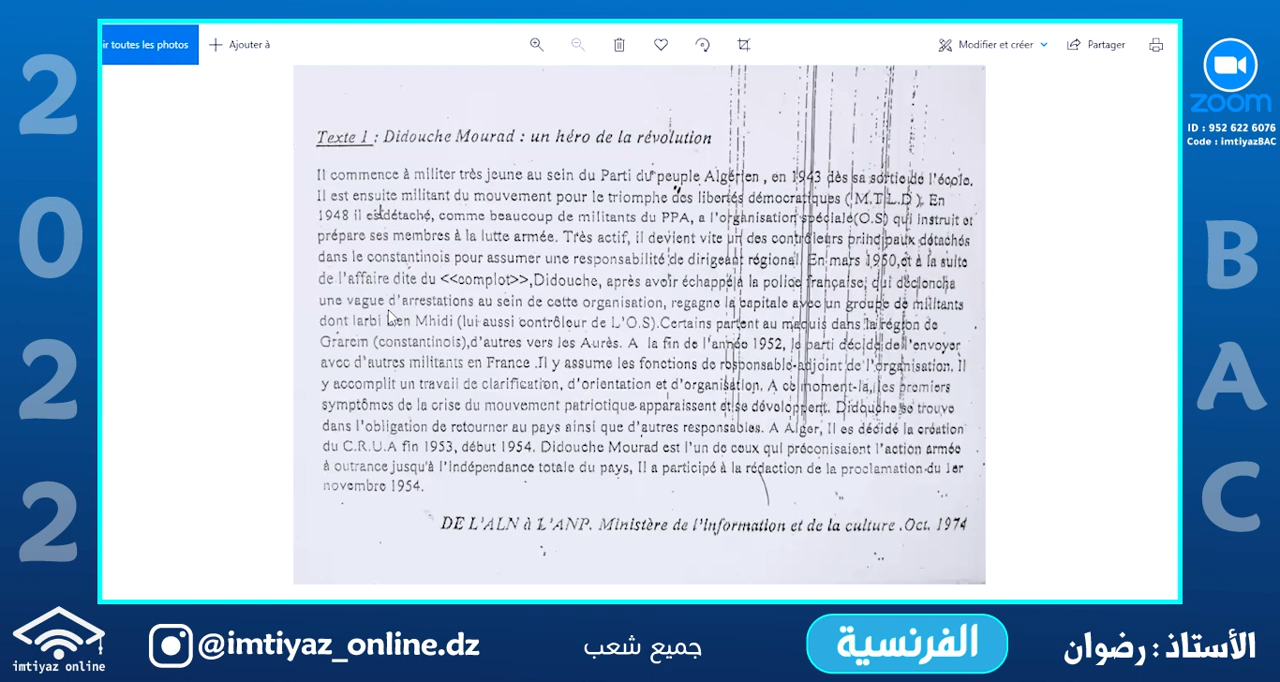 ir toutes les photos
Ajouter à
Modifier et créer
Partager
zoom
ID : 952 622 6076
Code : imtiyazBAC
2022
BAC
Texte 1 : Didouche Mourad : un héro de la révolution
Il commence à militer très jeune au sein du Parti du peuple Algérien , en 1943 dès sa sortie de l'école.
Il est ensuite militant du mouvement pour le triomphe des libertés démocratiques ( M.T.L.D ). En
1948 il est détaché, comme beaucoup de militants du PPA, a l'organisation spéciale(O.S) qui instruit et
prépare ses membres à la lutte armée. Très actif, il devient vite un des contrôleurs principaux détachés
dans le constantinois pour assumer une responsabilité de dirigeant régional. En mars 1950,et à la suite
de l'affaire dite du <<complot>>,Didouche, après avoir échappé à la police française, qui déclencha
une vague d'arrestations au sein de cette organisation, regagne la capitale avec un groupe de militants
dont larbi ben Mhidi (lui aussi contrôleur de L'O.S).Certains partent au maquis dans la région de
Grarem (constantinois),d'autres vers les Aurès. A la fin de l'année 1952, le parti décide de l'envoyer
avec d'autres militants en France .Il y assume les fonctions de responsable-adjoint de l'organisation. Il
y accomplit un travail de clarification, d'orientation et d'organisation. A ce moment-la, les premiers
symptômes de la crise du mouvement patriotique apparaissent et se développent. Didouche se trouve
dans l'obligation de retourner au pays ainsi que d'autres responsables. A Alger, Il es décidé la création
du C.R.U.A fin 1953, début 1954. Didouche Mourad est l'un de ceux qui préconisaient l'action armée
à outrance jusqu'à l'indépendance totale du pays, Il a participé à la rédaction de la proclamation du 1er
novembre 1954.
DE L'ALN à L'ANP. Ministère de l'Information et de la culture .Oct. 1974
imtiyaz online
@imtiyaz_online.dz
جميع شعب
الفرنسية
الأستاذ : رضوان